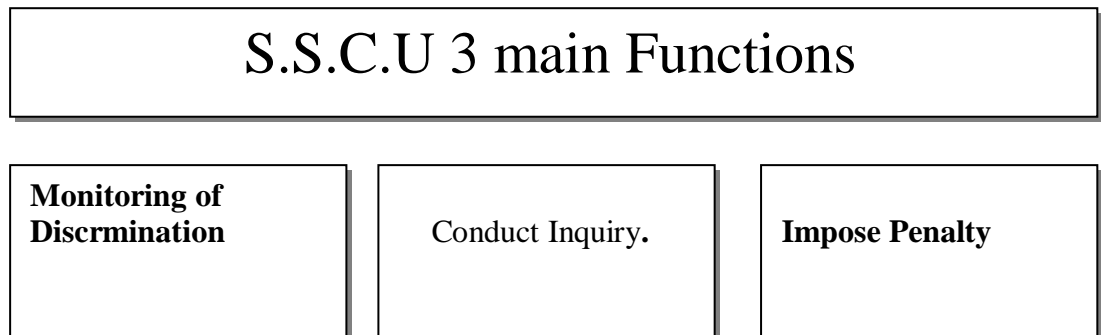 S.S.C.U 3 main Functions
Monitoring of
Discrmination
Conduct Inquiry.
Impose Penalty